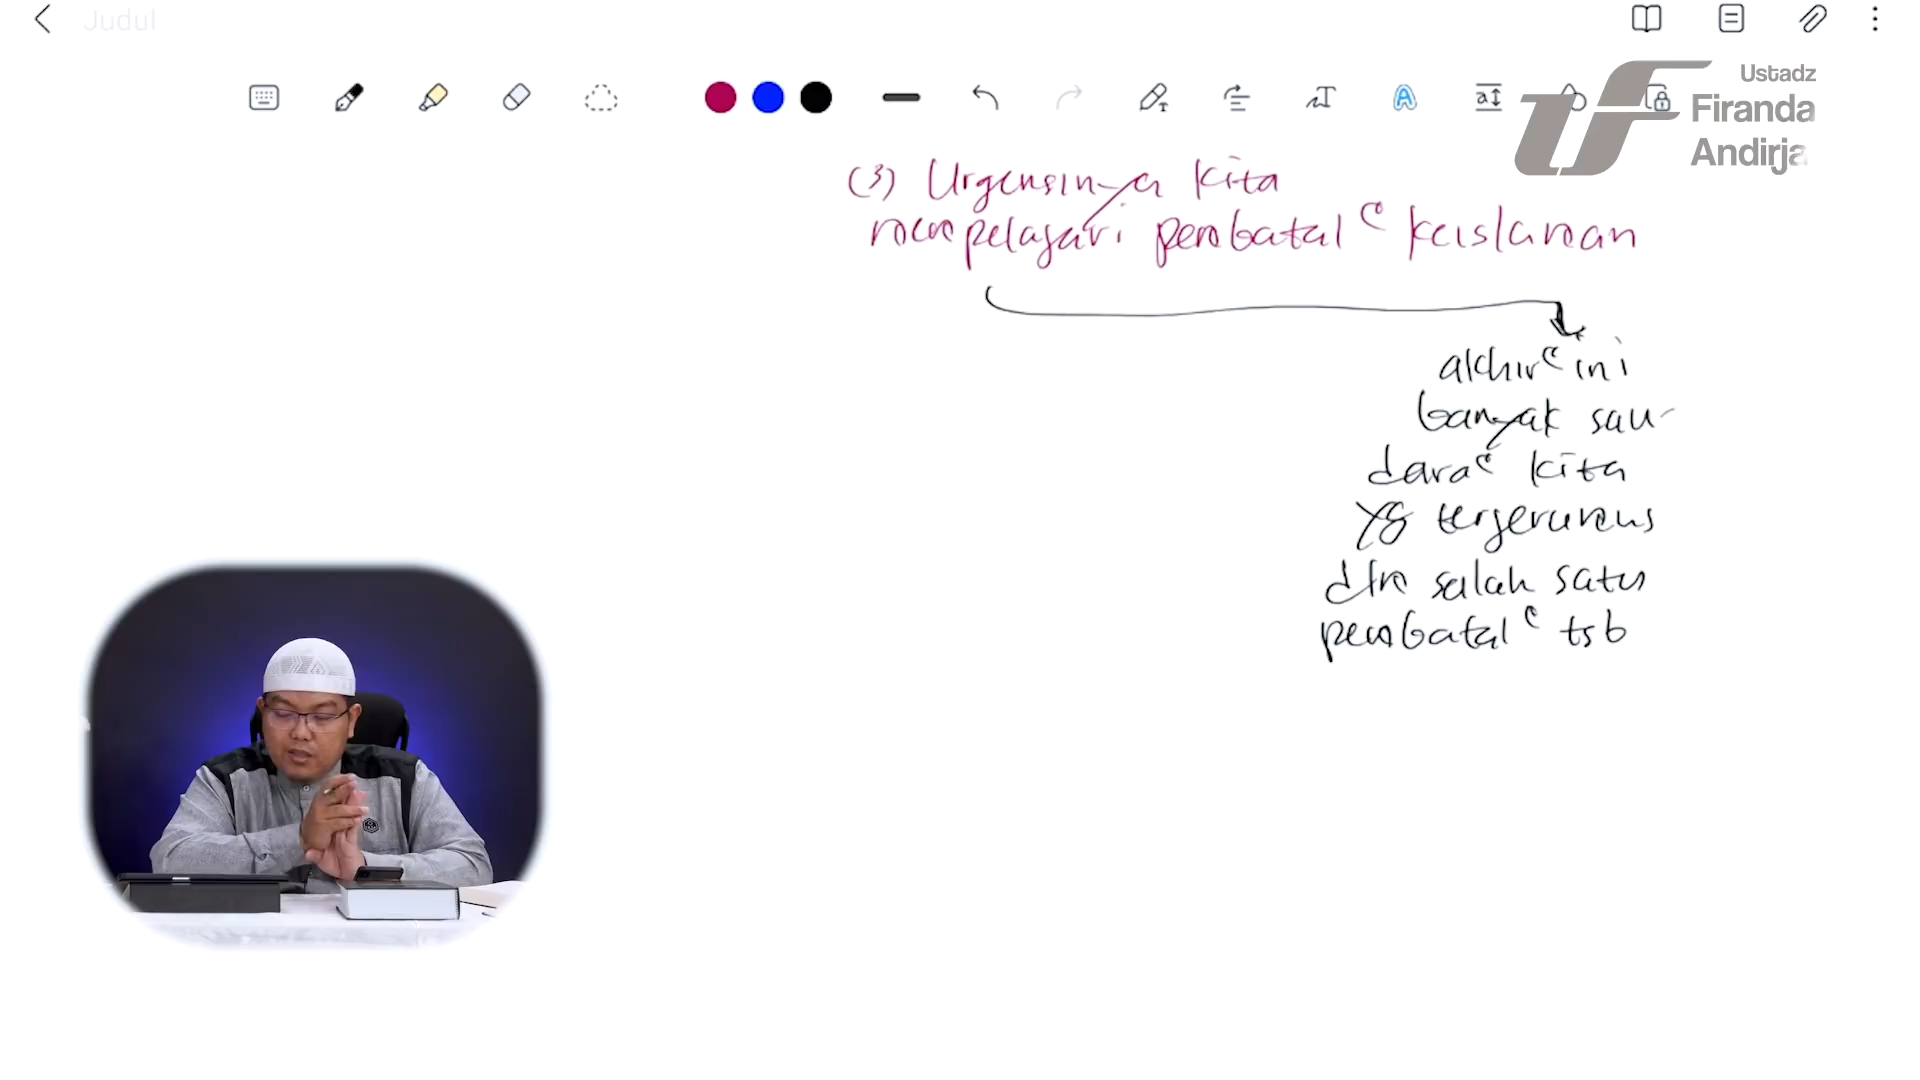 Judul
Ustadz
Firanda
Andirja
(3) Urgensinya kita
mempelajari pembatal² keislaman
akhir² ini
banyak sau-
dara² kita
yg terjerumus
dlm salah satu
pembatal² tsb